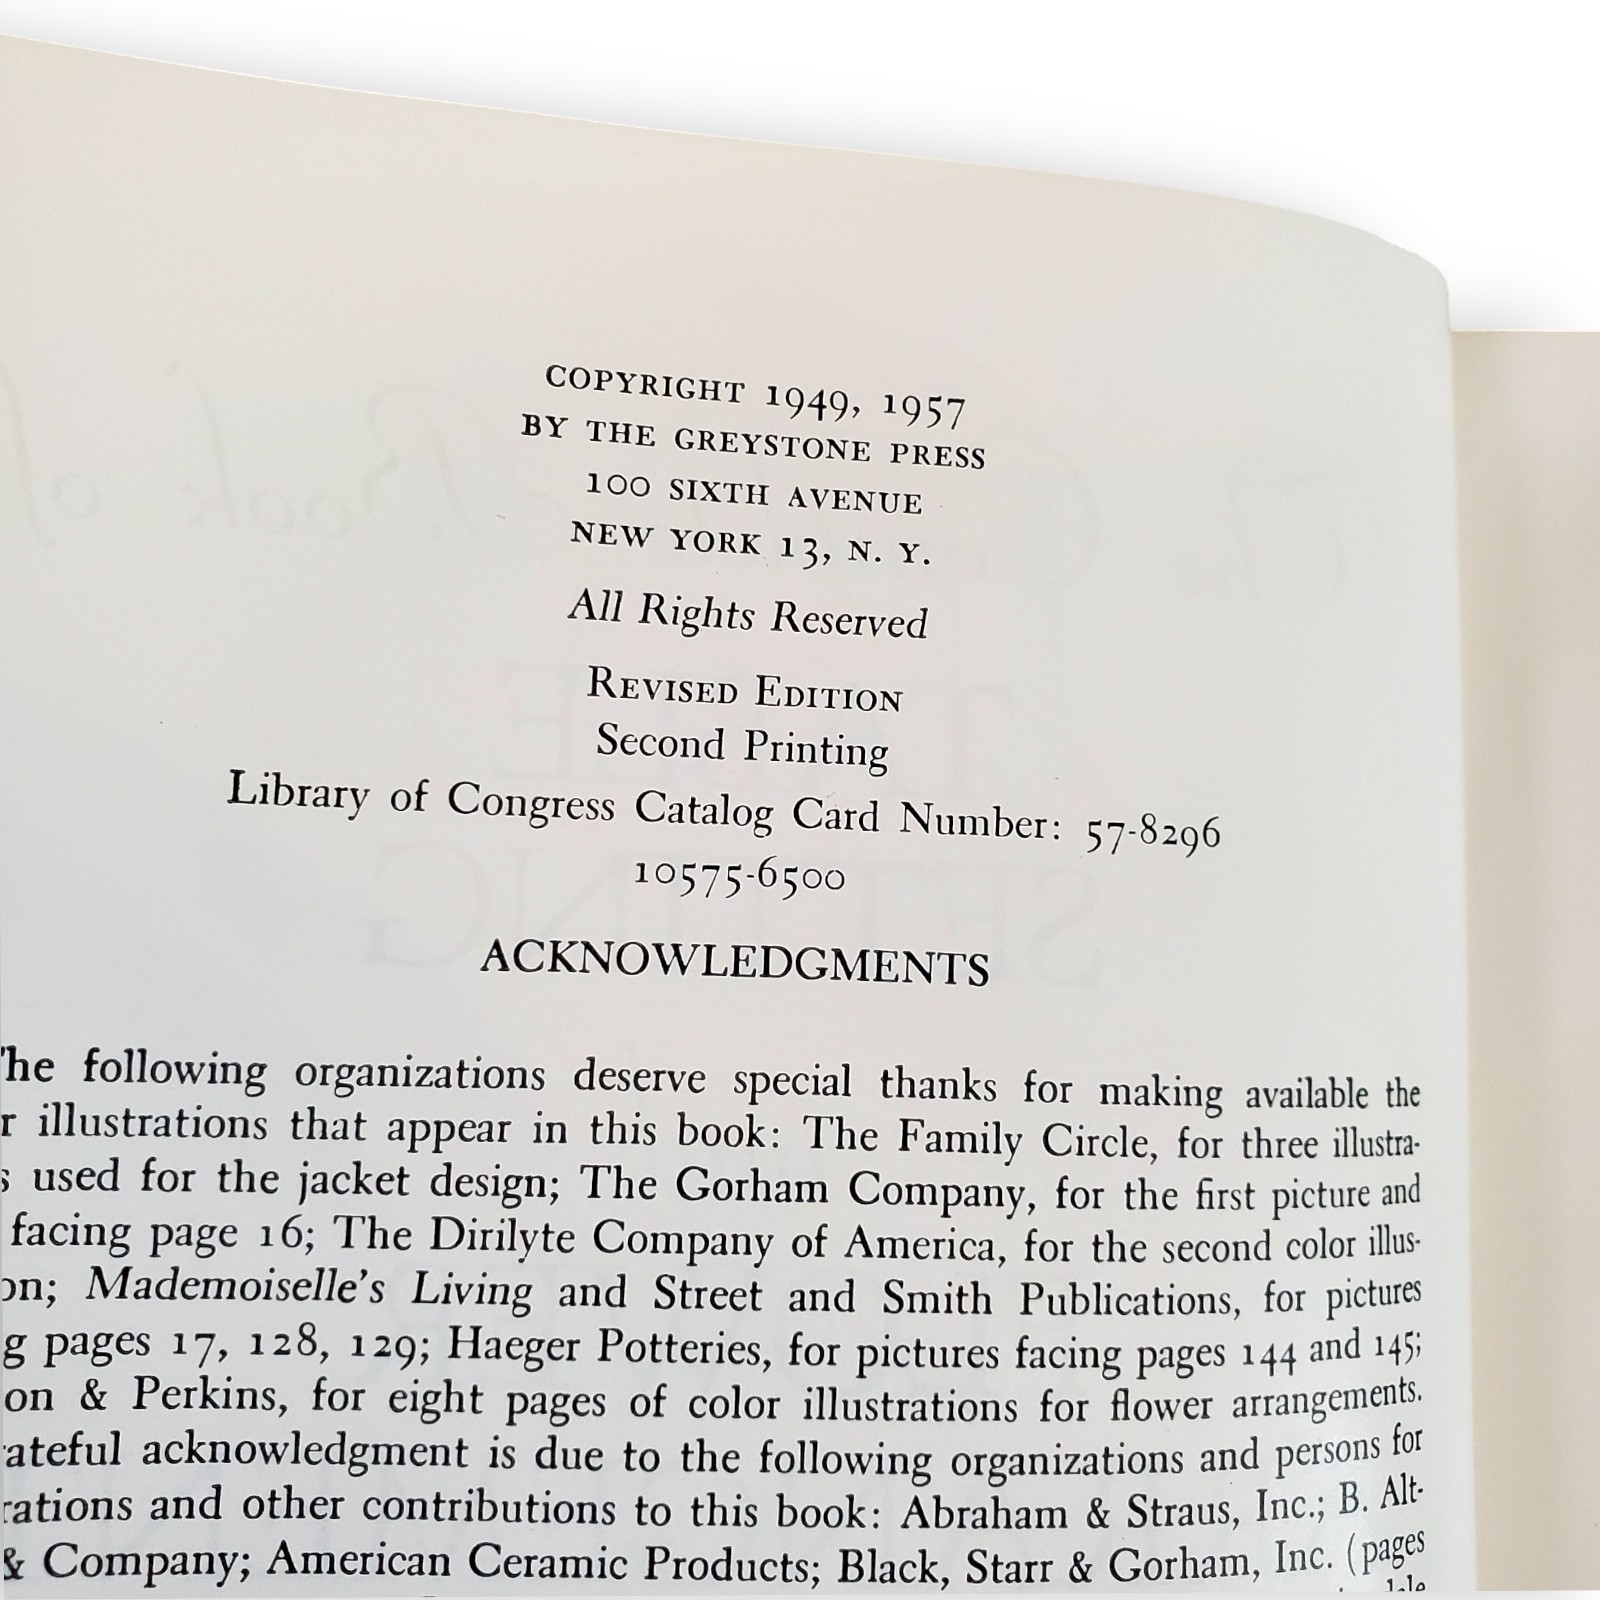 COPYRIGHT 1949, 1957
BY THE GREYSTONE PRESS
100 SIXTH AVENUE
NEW YORK 13, N. Y.
All Rights Reserved
REVISED EDITION
Second Printing
Library of Congress Catalog Card Number: 57-8296
10575-6500
ACKNOWLEDGMENTS
The following organizations deserve special thanks for making available the
r illustrations that appear in this book: The Family Circle, for three illustra-
s used for the jacket design; The Gorham Company, for the first picture and
facing page 16; The Dirilyte Company of America, for the second color illus-
on; Mademoiselle's Living and Street and Smith Publications, for pictures
g pages 17, 128, 129; Haeger Potteries, for pictures facing pages 144 and 145;
on & Perkins, for eight pages of color illustrations for flower arrangements.
ateful acknowledgment is due to the following organizations and persons for
rations and other contributions to this book: Abraham & Straus, Inc.; B. Alt-
& Company; American Ceramic Products; Black, Starr & Gorham, Inc. (pages